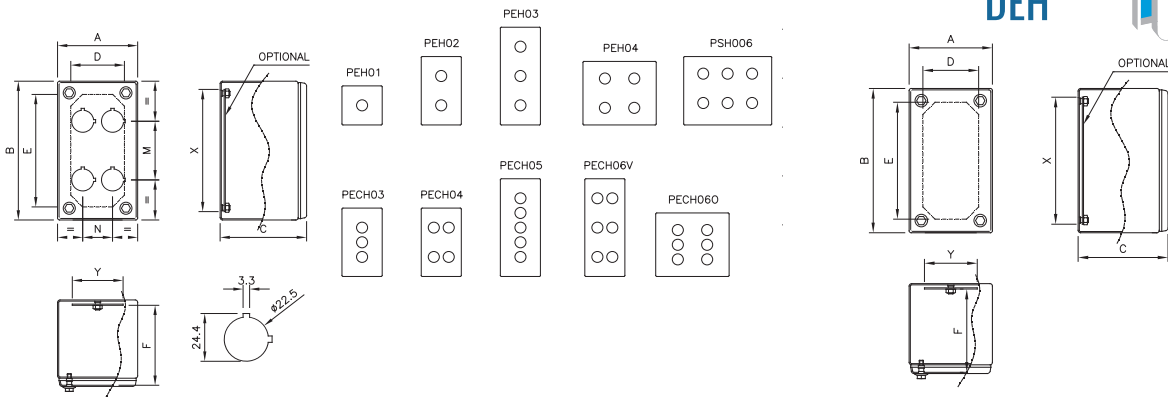 DEH
PEH01
PEH02
PEH03
PEH04
PSH006
PECH03
PECH04
PECH05
PECH06V
PECH06O
A
D
B
E
M
=
=
=
N
=
OPTIONAL
X
C
Y
F
3.3
ø22.5
24.4
A
D
B
E
OPTIONAL
X
C
Y
F